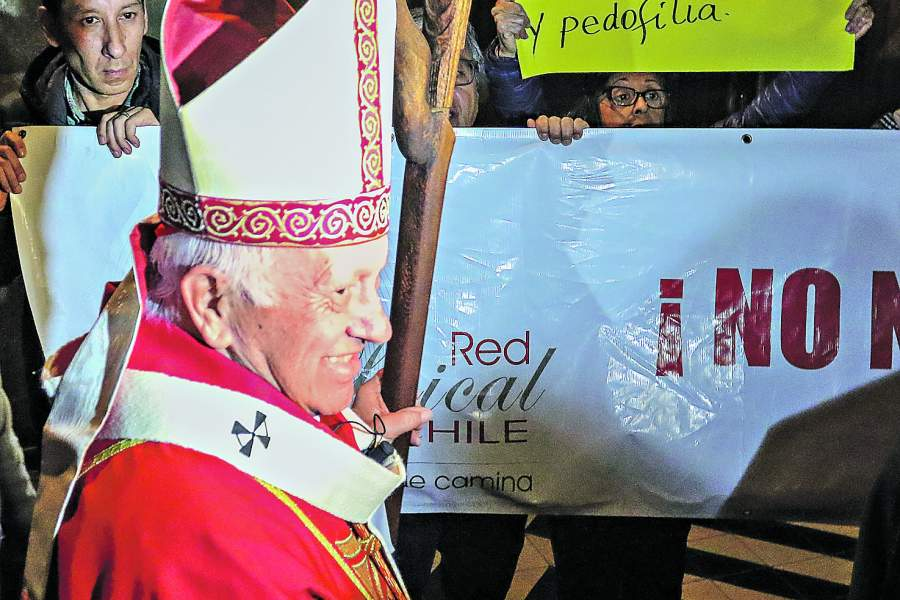 y pedofilia.
¡NO
Red
ical
HILE
camina